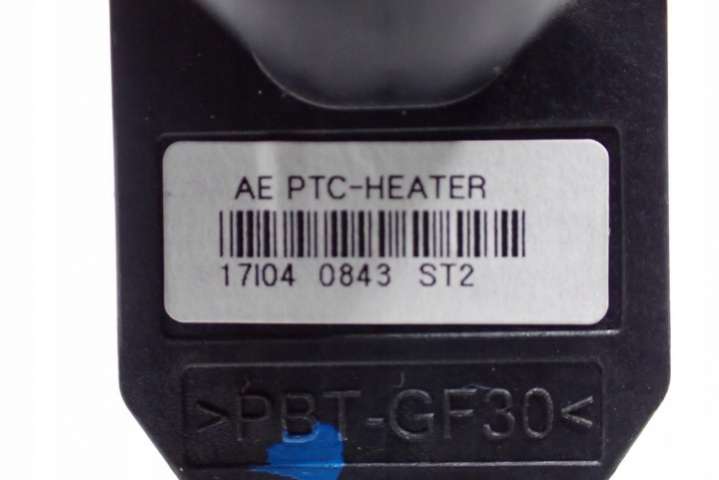 AE PTC-HEATER
17I04 0843 ST2
>PBT-GF30<